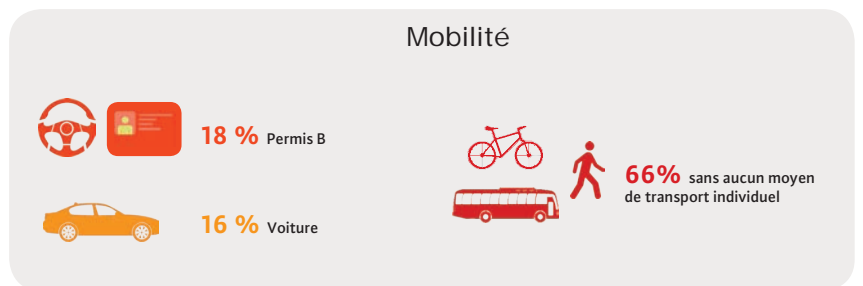 Mobilité
18 % Permis B
16 % Voiture
66% sans aucun moyen
de transport individuel